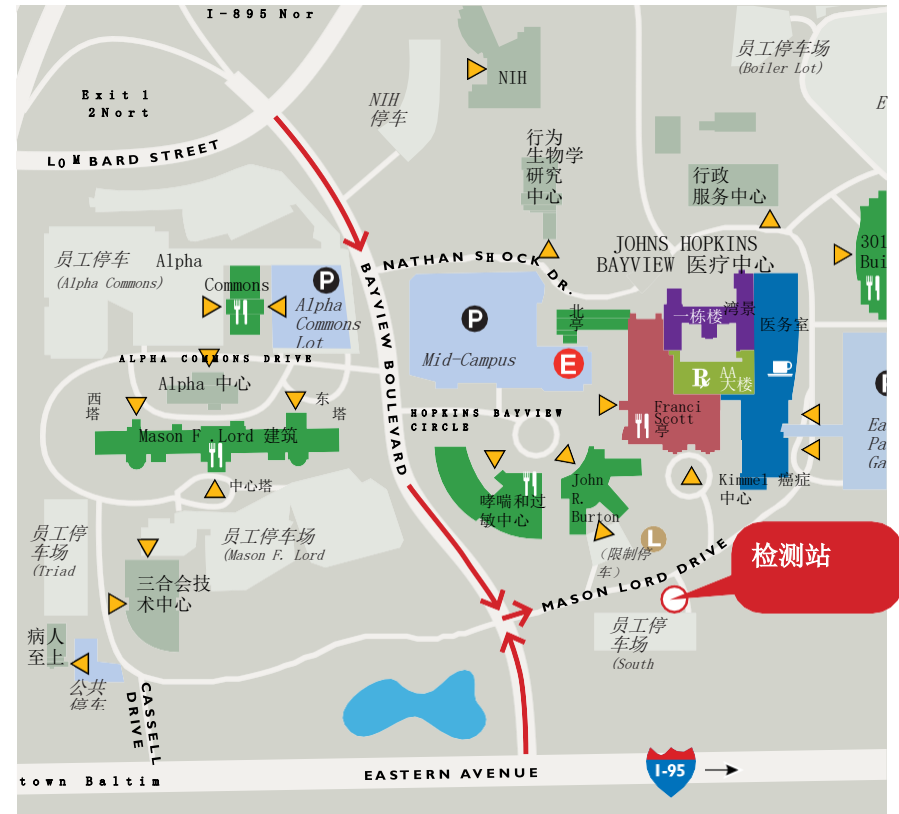 I-895 Nor
员工停车场
(Boiler Lot)
NIH
Exit 1
2Nort
NIH
停车
E
LOMBARD STREET
行为
生物学
研究
中心
行政
服务中心
JOHNS HOPKINS
BAYVIEW 医疗中心
301
Bui
员工停车
Alpha
(Alpha Commons)
Commons
P
Alpha
Commons
Lot
NATHAN SHOCK DR.
BAYVIEW BOULEVARD
P
Mid-Campus
北
亭
E
一栋楼
湾景
医务室
AA
大楼
ALPHA COMMONS DRIVE
Alpha 中心
西
塔
东
塔
Mason F .Lord 建筑
中心塔
HOPKINS BAYVIEW
CIRCLE
Franci
Scott
亭
P
Ea
Pa
Ga
哮喘和过
敏中心
John
R.
Burton
Kimmel 癌症
中心
L
(限制停
车)
MASON LORD DRIVE
检测站
员工停
车场
(South
员工停
车场
(Triad
员工停车场
(Mason F. Lord
三合会技
术中心
病人
至上
公共
停车
CASSELL
DRIVE
EASTERN AVENUE
I-95
town Baltim